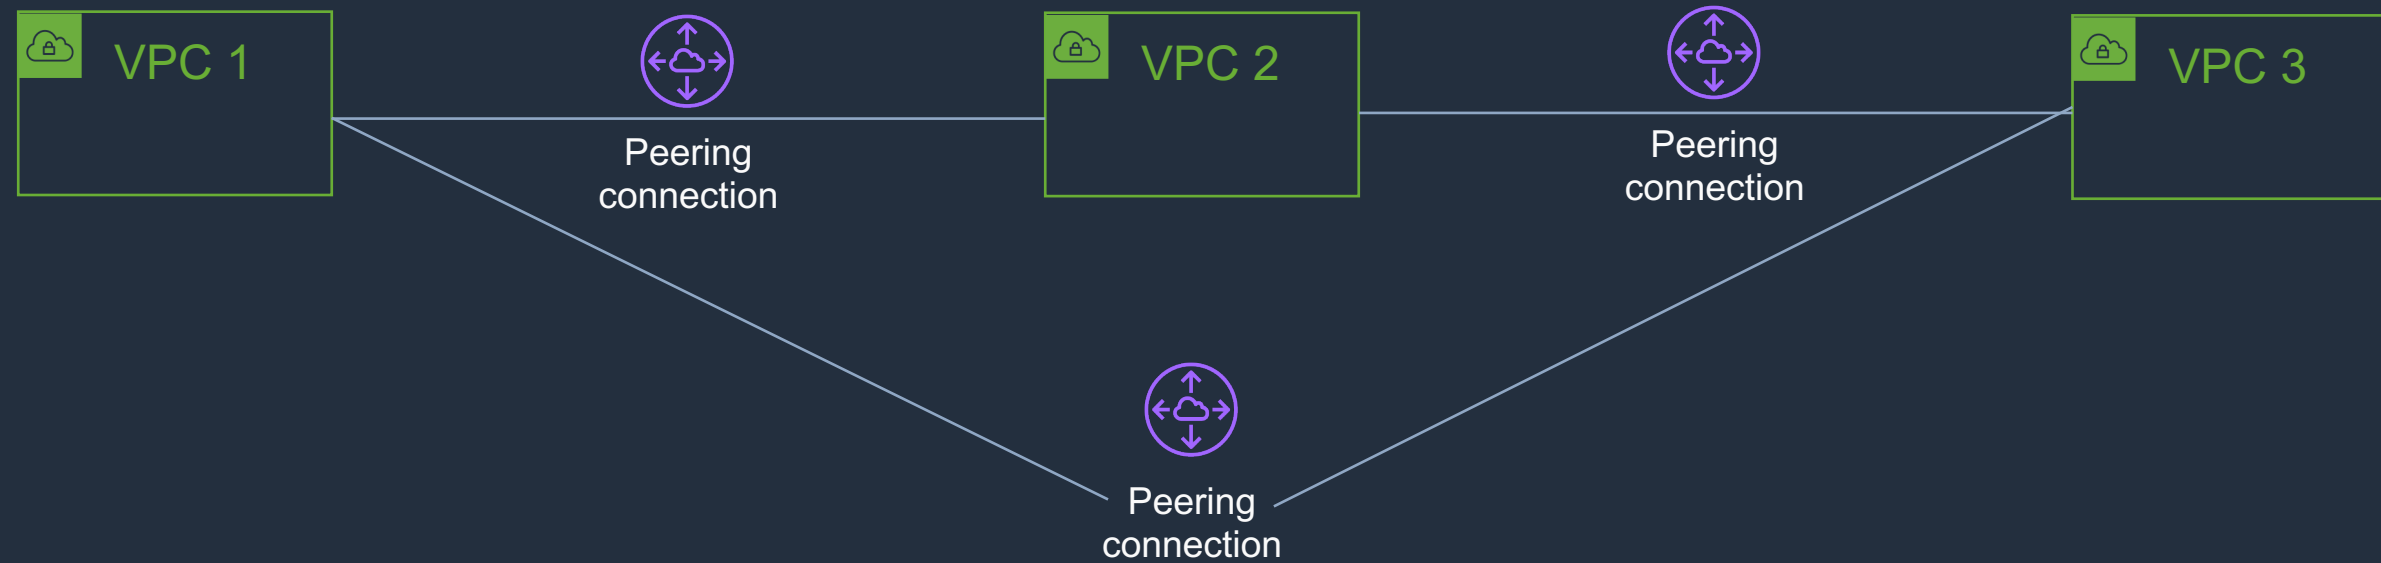 VPC 1
Peering
connection
VPC 2
Peering
connection
VPC 3
Peering
connection